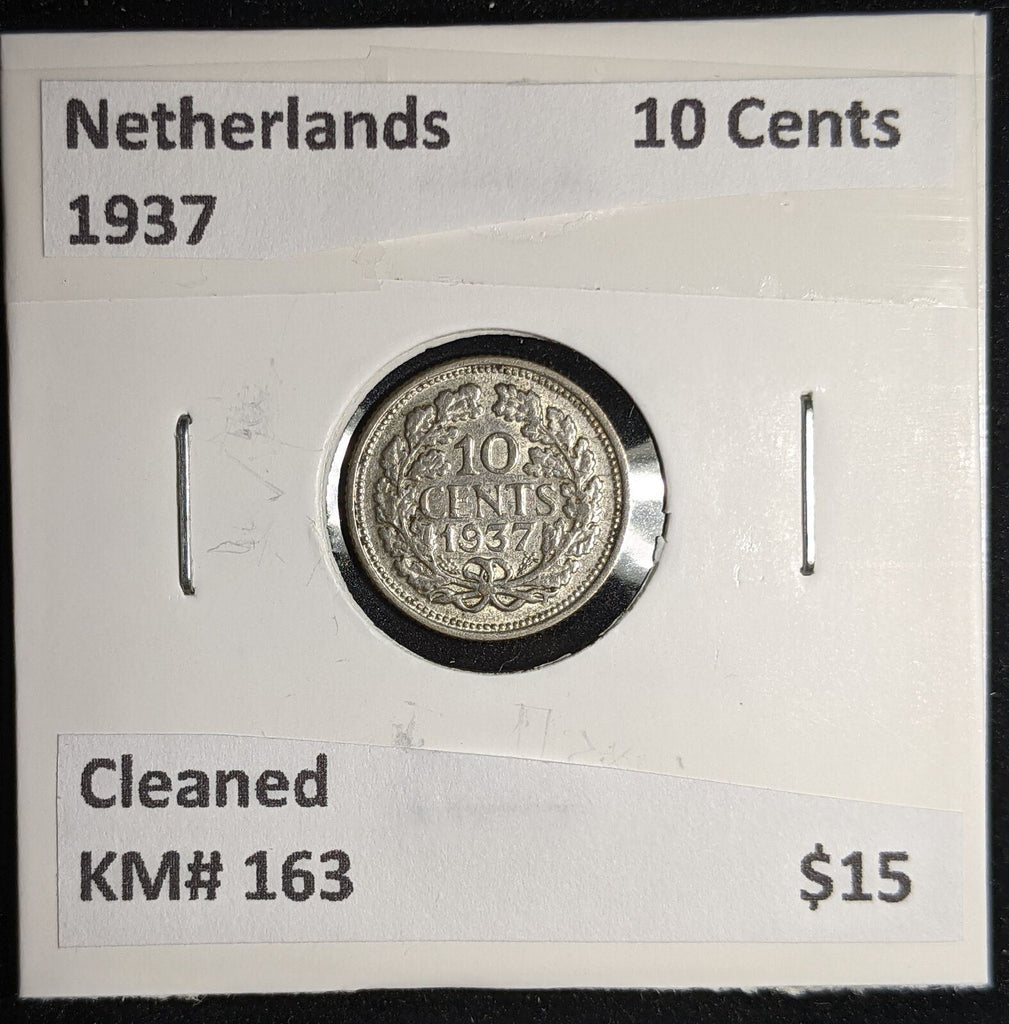 Netherlands 10 Cents
1937
10
CENTS
1937
Cleaned
KM# 163 $15